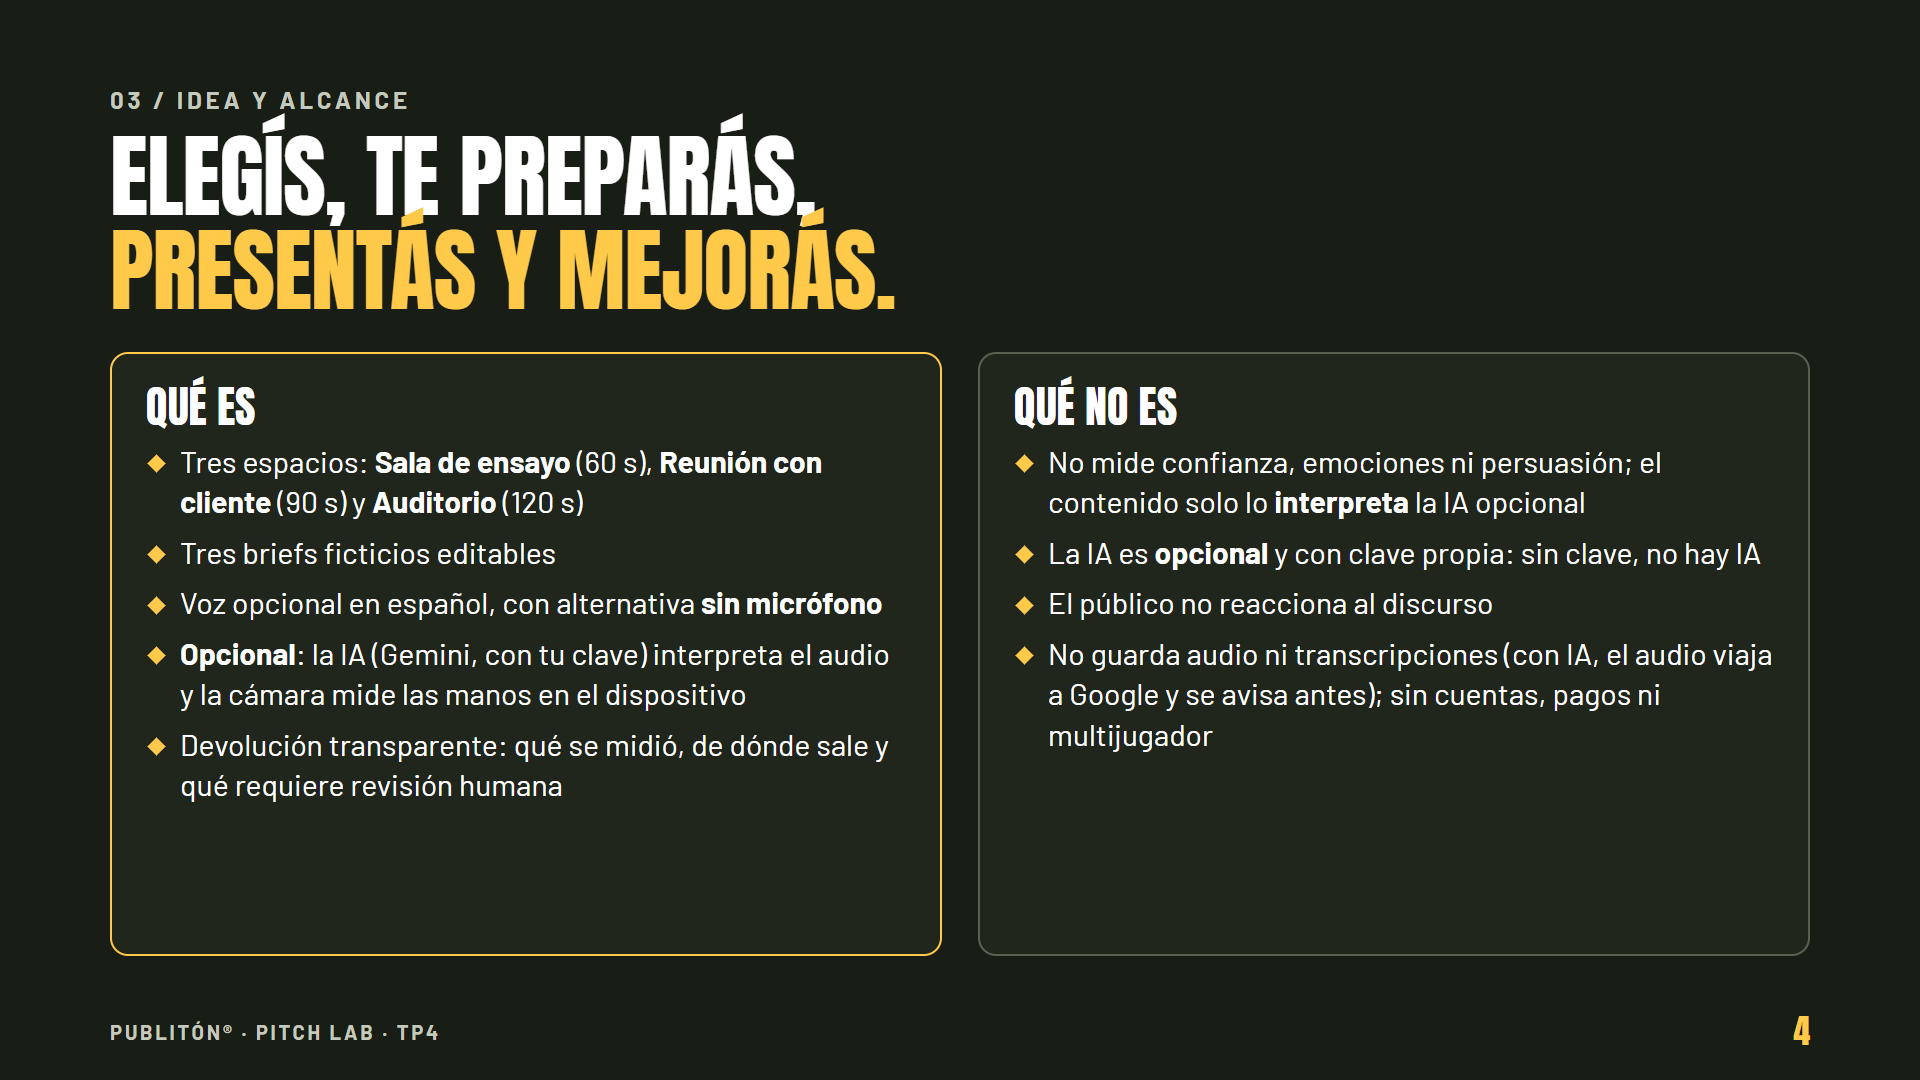 03 / IDEA Y ALCANCE
ELEGÍS, TE PREPARÁS.
PRESENTÁS Y MEJORÁS.
QUÉ ES
Tres espacios: Sala de ensayo (60 s), Reunión con
cliente (90 s) y Auditorio (120 s)
Tres briefs ficticios editables
Voz opcional en español, con alternativa sin micrófono
Opcional: la IA (Gemini, con tu clave) interpreta el audio
y la cámara mide las manos en el dispositivo
Devolución transparente: qué se midió, de dónde sale y
qué requiere revisión humana
QUÉ NO ES
No mide confianza, emociones ni persuasión; el
contenido solo lo interpreta la IA opcional
La IA es opcional y con clave propia: sin clave, no hay IA
El público no reacciona al discurso
No guarda audio ni transcripciones (con IA, el audio viaja
a Google y se avisa antes); sin cuentas, pagos ni
multijugador
PUBLITÓN® · PITCH LAB · TP4
4